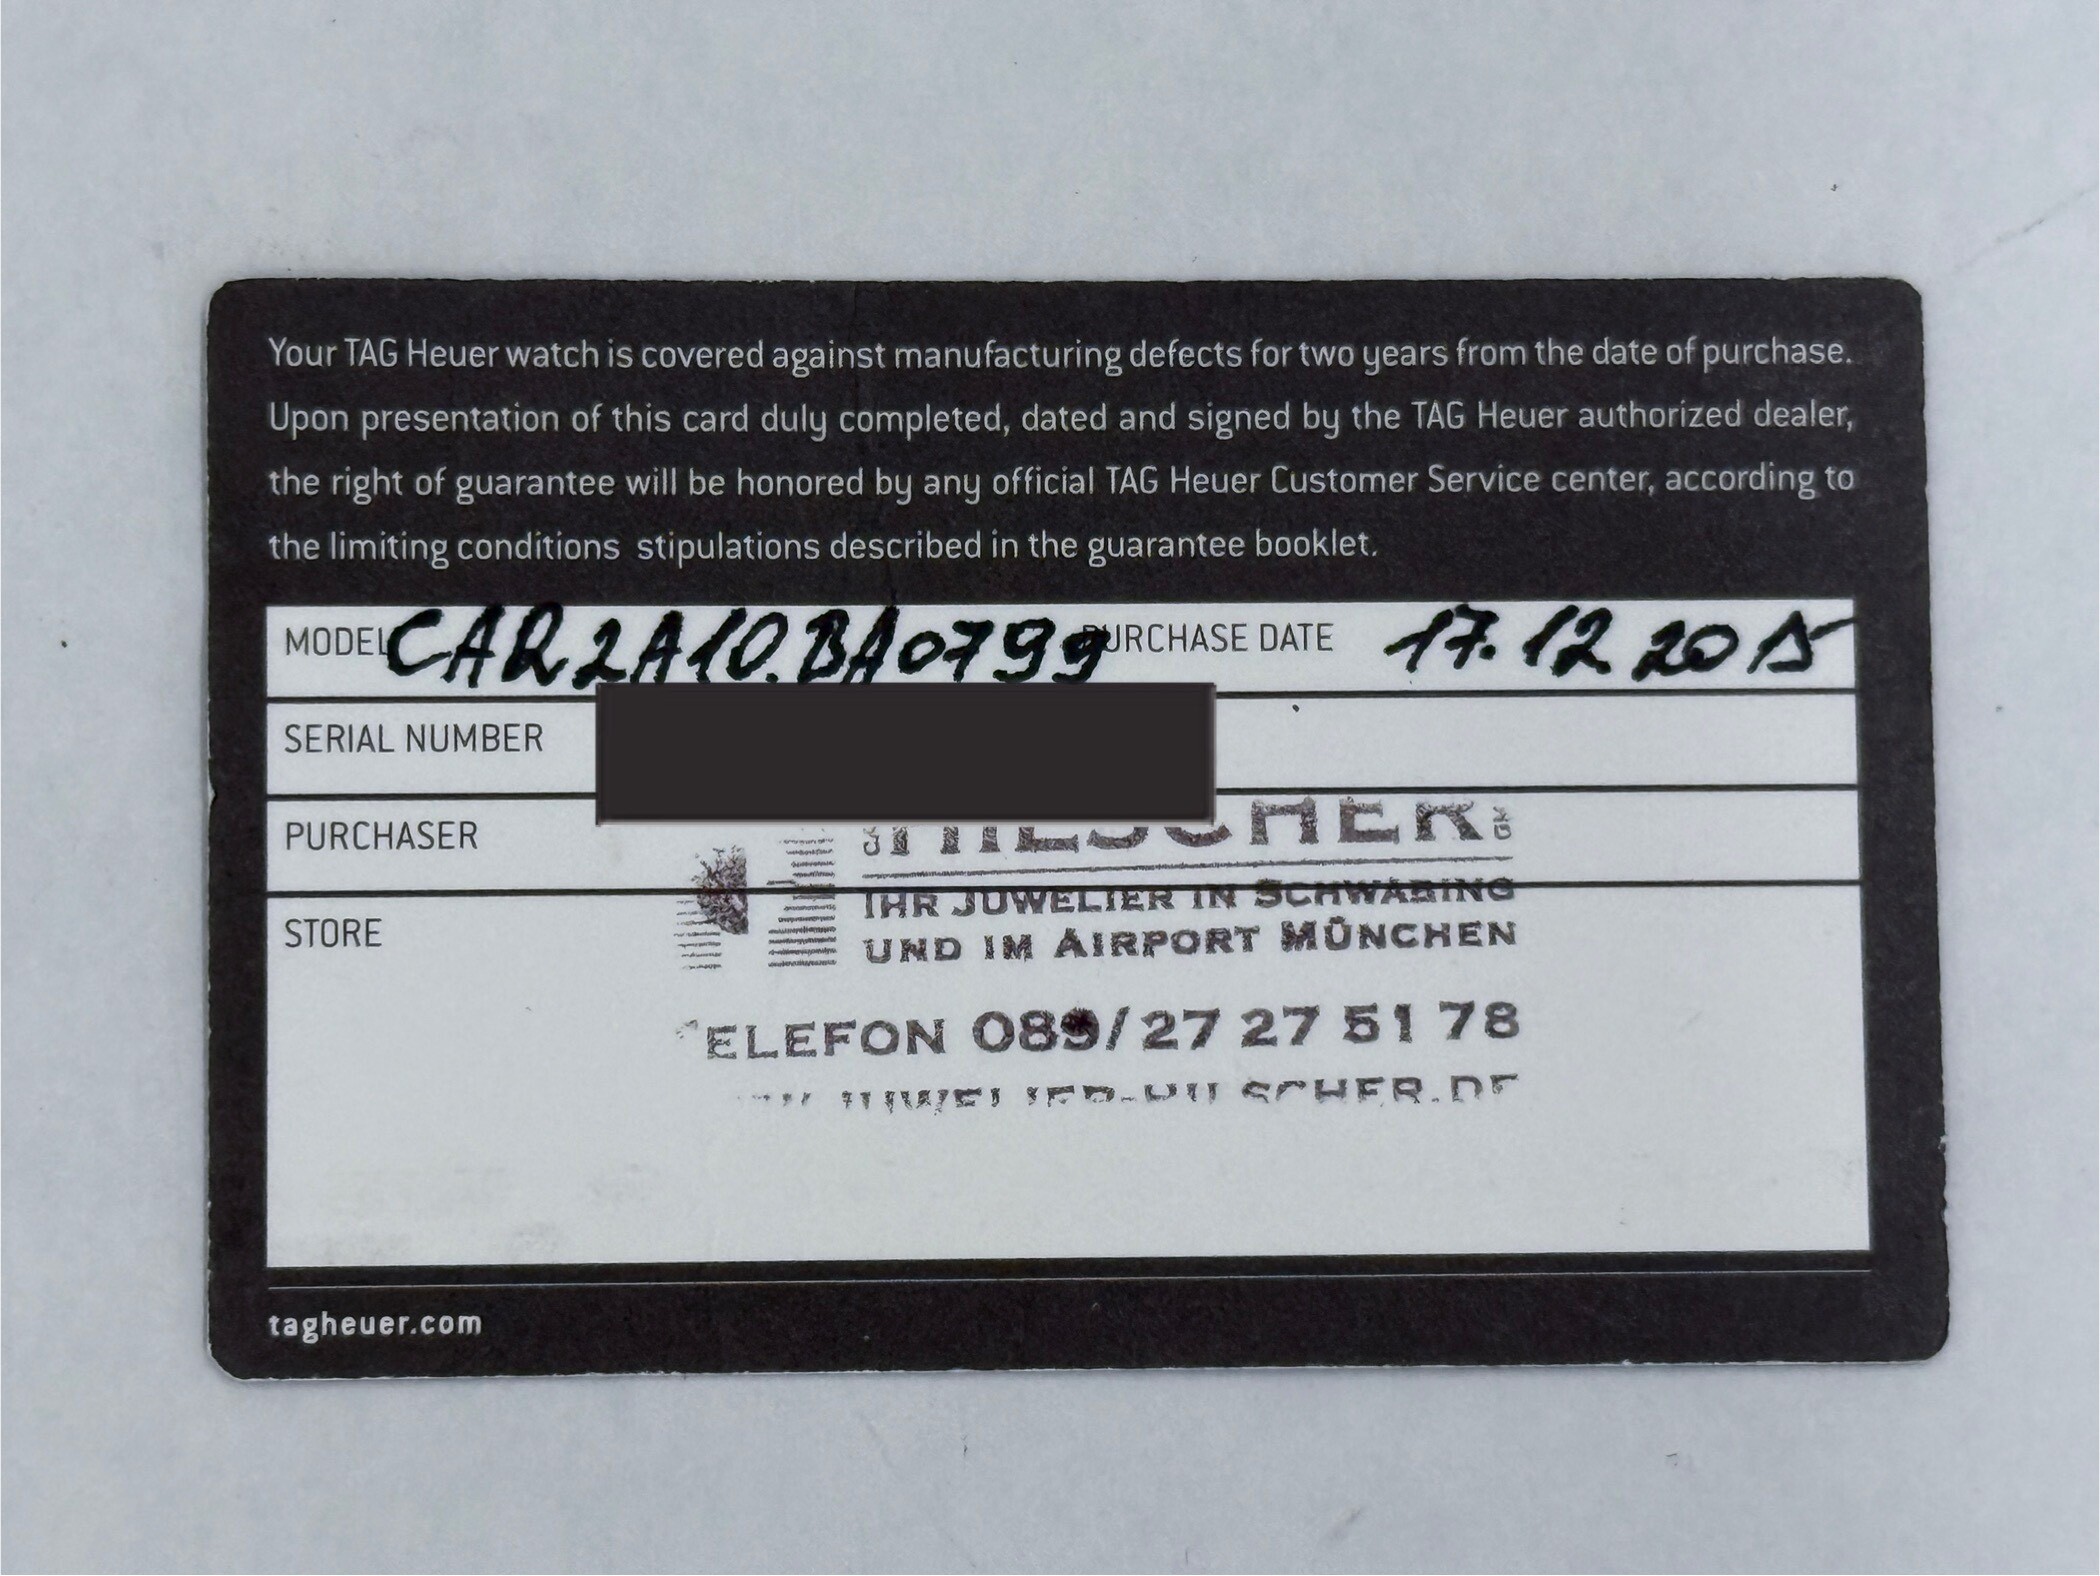 Your TAG Heuer watch is covered against manufacturing defects for two years from the date of purchase.
Upon presentation of this card duly completed, dated and signed by the TAG Heuer authorized dealer,
the right of guarantee will be honored by any official TAG Heuer Customer Service center, according to
the limiting conditions stipulations described in the guarantee booklet.
MODEL CAR2A10.BA0799 PURCHASE DATE 17.12 2015
SERIAL NUMBER
PURCHASER
IHR JUWELIER IN SCHWABING
STORE
UND IM AIRPORT MÜNCHEN
TELEFON 089/27 27 51 78
JUWELIER-HILSCHER.DE
tagheuer.com